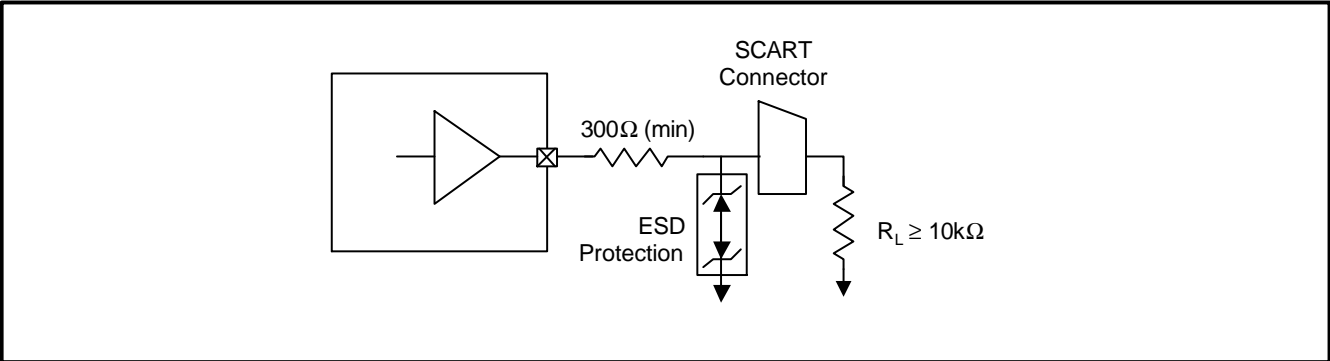 SCART
Connector
300Ω (min)
ESD
Protection
R_L ≥ 10kΩ